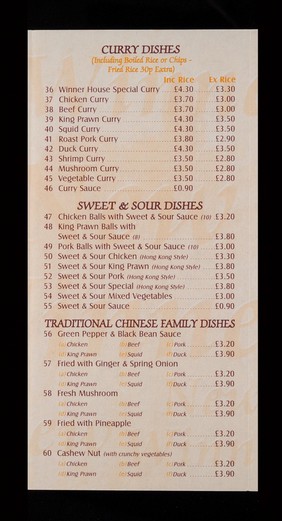 CURRY DISHES
(Including Boiled Rice or Chips -
Fried Rice 30p Extra)
Inc Rice Ex Rice
36 Winner House Special Curry £4.30 £3.30
37 Chicken Curry £3.70 £3.00
38 Beef Curry £3.70 £3.00
39 King Prawn Curry £4.30 £3.50
40 Squid Curry £4.30 £3.50
41 Roast Pork Curry £3.80 £2.90
42 Duck Curry £4.30 £3.50
43 Shrimp Curry £3.50 £2.80
44 Mushroom Curry £3.50 £2.80
45 Vegetable Curry £3.50 £2.80
46 Curry Sauce £0.90
SWEET & SOUR DISHES
47 Chicken Balls with Sweet & Sour Sauce (10) £3.20
48 King Prawn Balls with
Sweet & Sour Sauce (8) £3.80
49 Pork Balls with Sweet & Sour Sauce (10) £3.00
50 Sweet & Sour Chicken (Hong Kong Style) £3.30
51 Sweet & Sour King Prawn (Hong Kong Style) £3.80
52 Sweet & Sour Pork (Hong Kong Style) £3.50
53 Sweet & Sour Special (Hong Kong Style) £3.80
54 Sweet & Sour Mixed Vegetables £3.00
55 Sweet & Sour Sauce £0.90
TRADITIONAL CHINESE FAMILY DISHES
56 Green Pepper & Black Bean Sauce
(a) Chicken (b) Beef (c) Pork £3.20
(d) King Prawn (e) Squid (f) Duck £3.90
57 Fried with Ginger & Spring Onion
(a) Chicken (b) Beef (c) Pork £3.20
(d) King Prawn (e) Squid (f) Duck £3.90
58 Fresh Mushroom
(a) Chicken (b) Beef (c) Pork £3.20
(d) King Prawn (e) Squid (f) Duck £3.90
59 Fried with Pineapple
(a) Chicken (b) Beef (c) Pork £3.20
(d) King Prawn (e) Squid (f) Duck £3.90
60 Cashew Nut (with crunchy vegetables)
(a) Chicken (b) Beef (c) Pork £3.20
(d) King Prawn (e) Squid (f) Duck £3.90